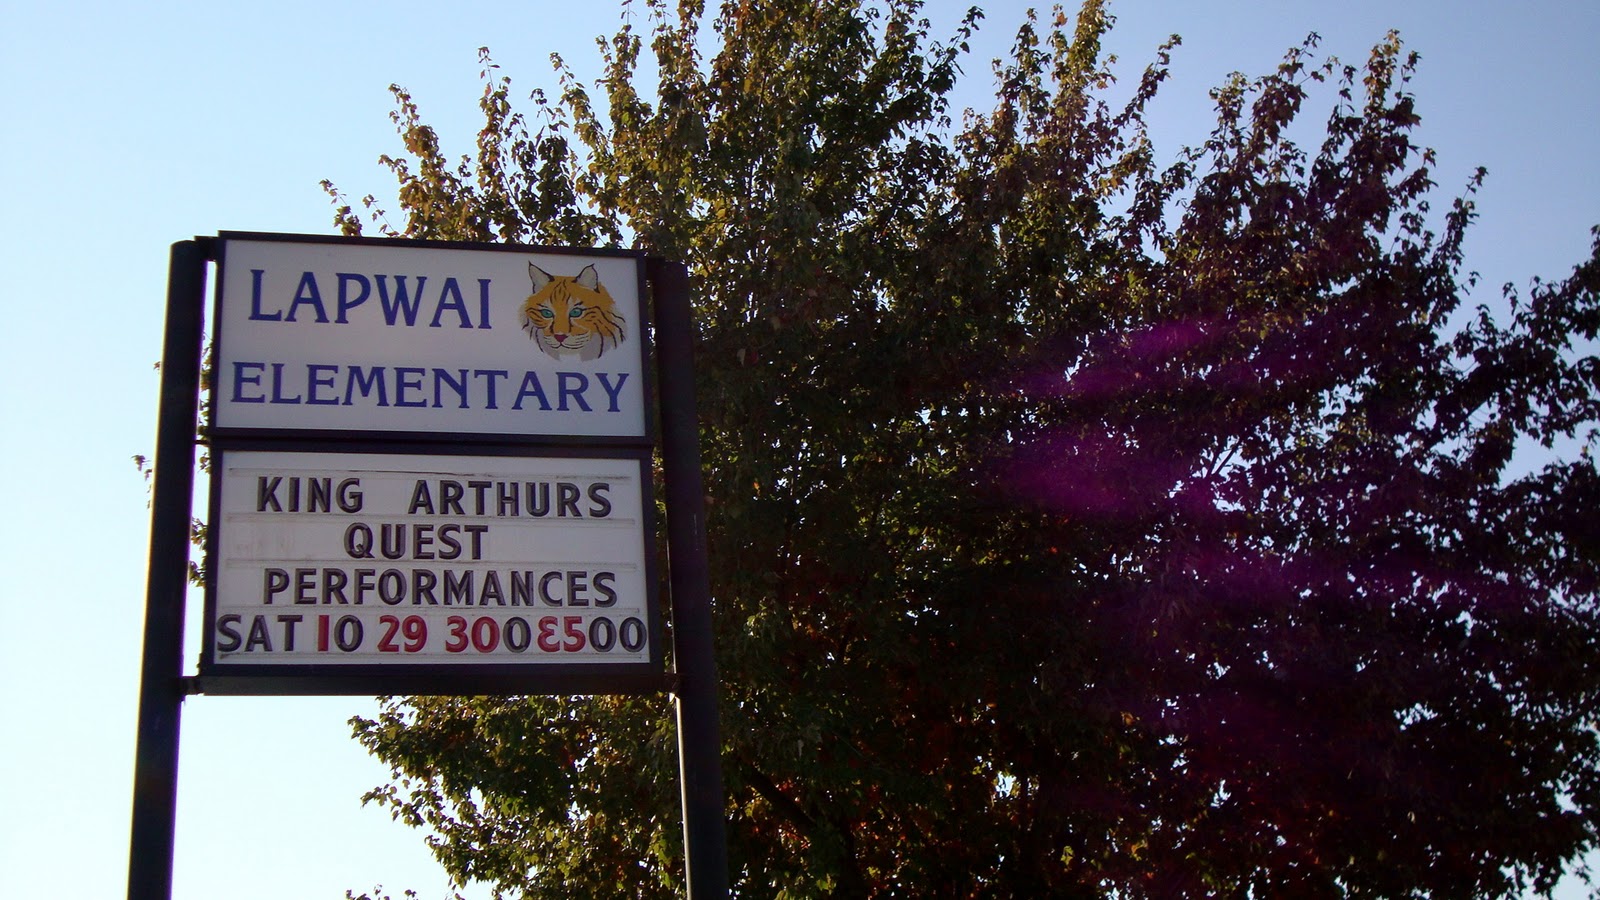 LAPWAI
ELEMENTARY
KING ARTHURS
QUEST
PERFORMANCES
SAT 10 29 300 & 500